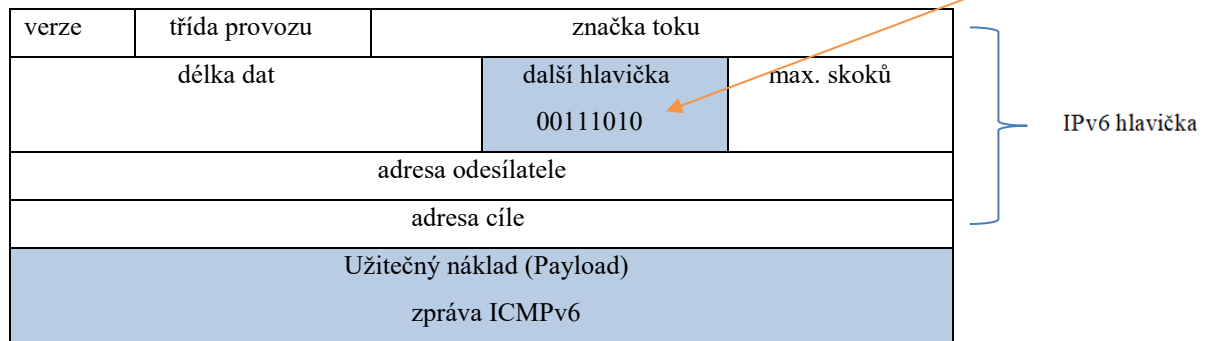 verze třída provozu značka toku
délka dat další hlavička max. skoků
00111010
IPv6 hlavička
adresa odesílatele
adresa cíle
Užitečný náklad (Payload)
zpráva ICMPv6